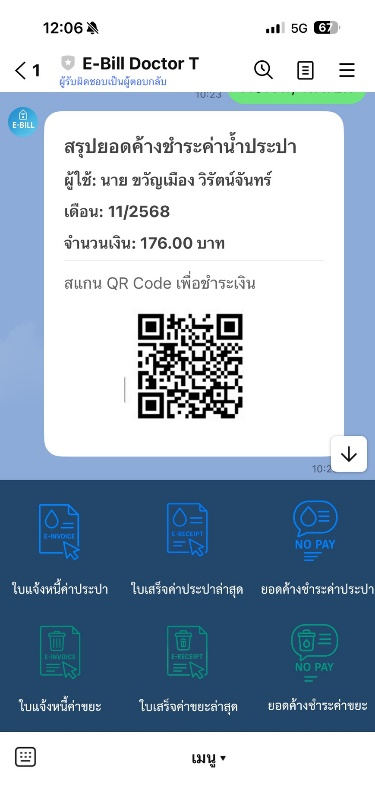 12:06
5G 67
1 E-Bill Doctor T
ผู้รับผิดชอบเป็นผู้ตอบกลับ
10:23
E-BILL
สรุปยอดค้างชำระค่าน้ำประปา
ผู้ใช้: นาย ขวัญเมือง วิรัตน์จันทร์
เดือน: 11/2568
จำนวนเงิน: 176.00 บาท
สแกน QR Code เพื่อชำระเงิน
E-INVOICE E-RECEIPT NO PAY
ใบแจ้งหนี้ค่าประปา ใบเสร็จค่าประปาล่าสุด ยอดค้างชำระค่าประปา
E-INVOICE E-RECEIPT NO PAY
ใบแจ้งหนี้ค่าขยะ ใบเสร็จค่าขยะล่าสุด ยอดค้างชำระค่าขยะ
เมนู